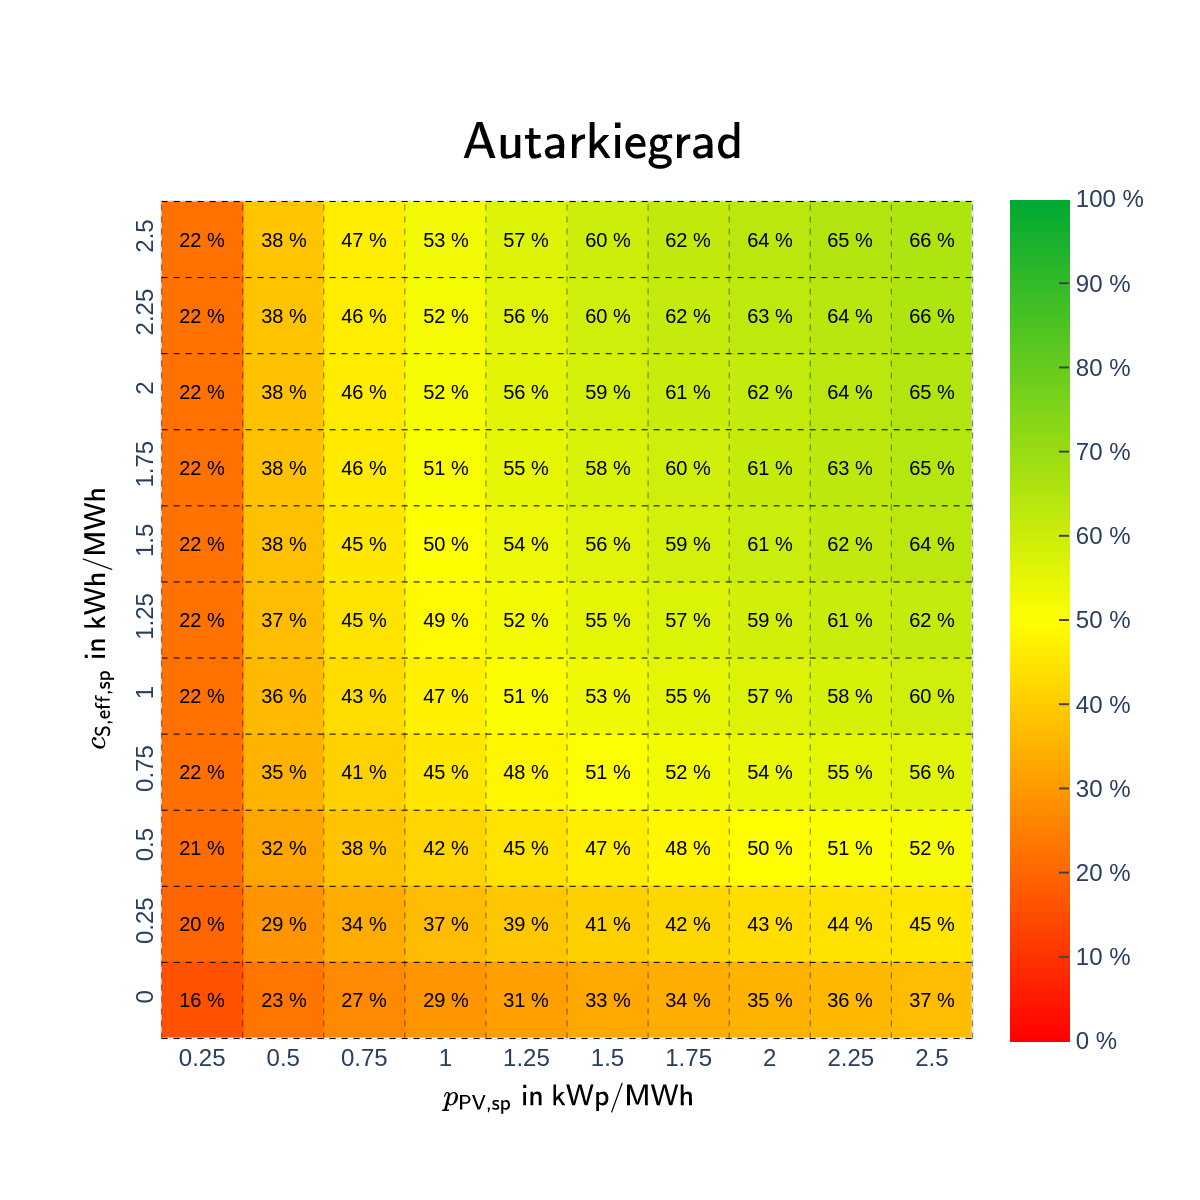 Autarkiegrad
2.5 22 % 38 % 47 % 53 % 57 % 60 % 62 % 64 % 65 % 66 %
2.25 22 % 38 % 46 % 52 % 56 % 60 % 62 % 63 % 64 % 66 %
2 22 % 38 % 46 % 52 % 56 % 59 % 61 % 62 % 64 % 65 %
1.75 22 % 38 % 46 % 51 % 55 % 58 % 60 % 61 % 63 % 65 %
1.5 22 % 38 % 45 % 50 % 54 % 56 % 59 % 61 % 62 % 64 %
1.25 22 % 37 % 45 % 49 % 52 % 55 % 57 % 59 % 61 % 62 %
1 22 % 36 % 43 % 47 % 51 % 53 % 55 % 57 % 58 % 60 %
0.75 22 % 35 % 41 % 45 % 48 % 51 % 52 % 54 % 55 % 56 %
0.5 21 % 32 % 38 % 42 % 45 % 47 % 48 % 50 % 51 % 52 %
0.25 20 % 29 % 34 % 37 % 39 % 41 % 42 % 43 % 44 % 45 %
0 16 % 23 % 27 % 29 % 31 % 33 % 34 % 35 % 36 % 37 %
0.25 0.5 0.75 1 1.25 1.5 1.75 2 2.25 2.5
p PV,sp in kWp/MWh
c S,eff,sp in kWh/MWh
100 %
90 %
80 %
70 %
60 %
50 %
40 %
30 %
20 %
10 %
0 %